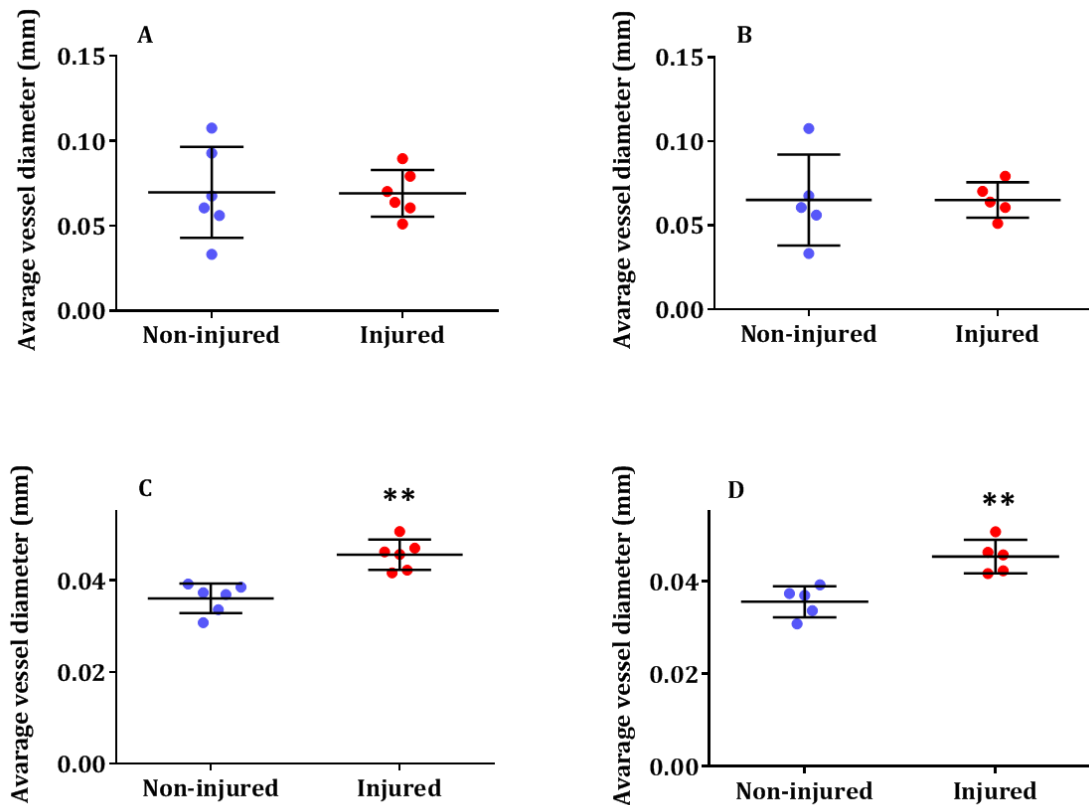 A
Avarage vessel diameter (mm)
0.15
0.10
0.05
0.00
Non-injured
Injured
B
Avarage vessel diameter (mm)
0.15
0.10
0.05
0.00
Non-injured
Injured
C
**
Avarage vessel diameter (mm)
0.04
0.02
0.00
Non-injured
Injured
D
**
Avarage vessel diameter (mm)
0.04
0.02
0.00
Non-injured
Injured